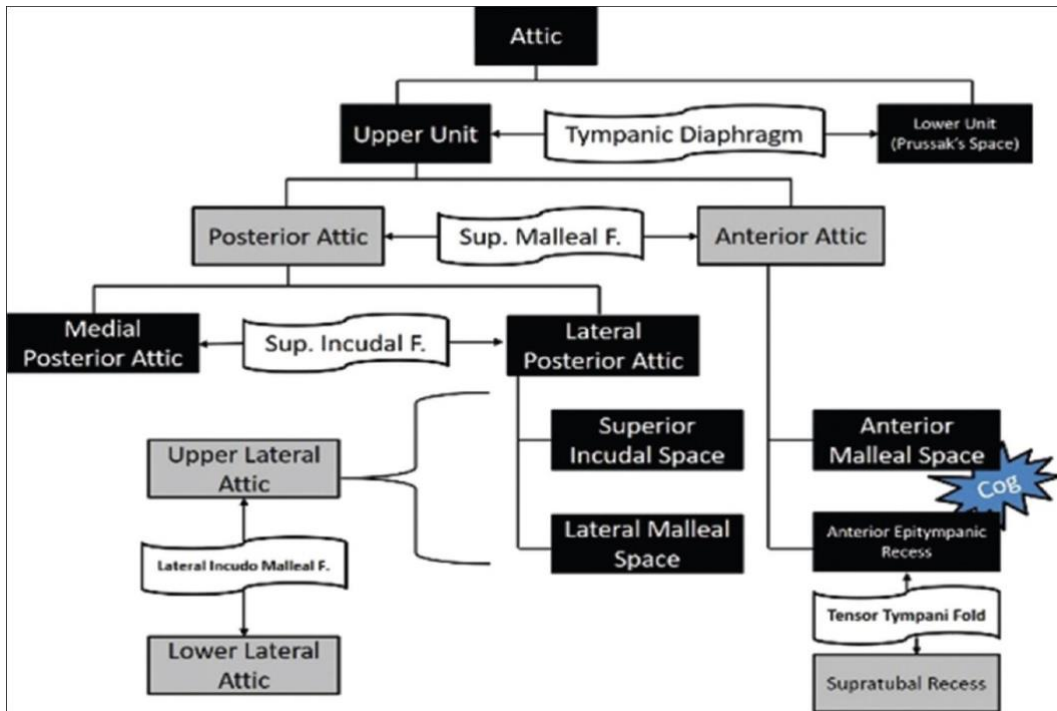 Attic
Upper Unit
Tympanic Diaphragm
Lower Unit
(Prussak's Space)
Posterior Attic
Sup. Malleal F.
Anterior Attic
Medial
Posterior Attic
Sup. Incudal F.
Lateral
Posterior Attic
Superior
Incudal Space
Anterior
Malleal Space
Upper Lateral
Attic
Cog
Lateral Malleal
Space
Anterior Epitympanic
Recess
Lateral Incudo Malleal F.
Tensor Tympani Fold
Lower Lateral
Attic
Supratubal Recess